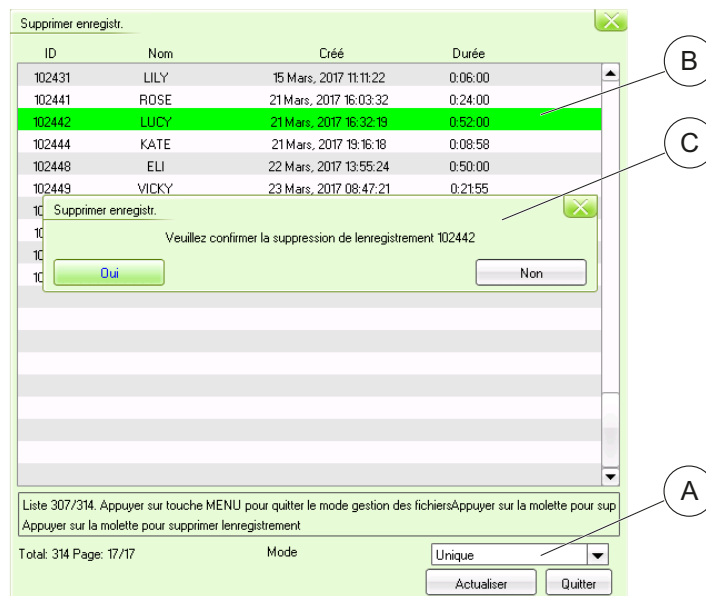 Supprimer enregistr.
ID Nom Créé Durée
102431 LILY 15 Mars, 2017 11:11:22 0:06:00
102441 ROSE 21 Mars, 2017 16:03:32 0:24:00
102442 LUCY 21 Mars, 2017 16:32:19 0:52:00
102444 KATE 21 Mars, 2017 19:16:18 0:08:58
102448 ELI 22 Mars, 2017 13:55:24 0:50:00
102449 VICKY 23 Mars, 2017 08:47:21 0:21:55
Supprimer enregistr.
Veuillez confirmer la suppression de lenregistrement 102442
Oui Non
Liste 307/314. Appuyer sur touche MENU pour quitter le mode gestion des fichiersAppuyer sur la molette pour sup
Appuyer sur la molette pour supprimer lenregistrement
Total: 314 Page: 17/17 Mode Unique
Actualiser Quitter
B
C
A